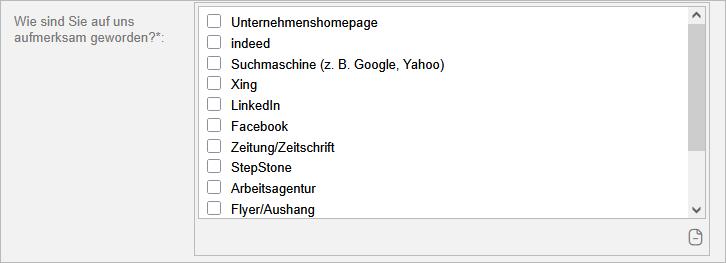 Wie sind Sie auf uns
aufmerksam geworden?*:
Unternehmenshomepage
indeed
Suchmaschine (z. B. Google, Yahoo)
Xing
LinkedIn
Facebook
Zeitung/Zeitschrift
StepStone
Arbeitsagentur
Flyer/Aushang